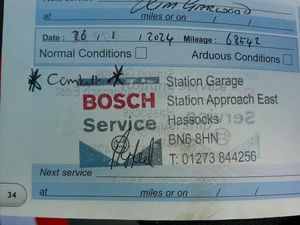 at miles or on / /
Date : 26 / 1 / 2024 Mileage : 68542
Normal Conditions Arduous Conditions
Station Garage
BOSCH Station Approach East
Service Hassocks
BN6 8HN
T: 01273 844256
Next service
at miles or on / /
34